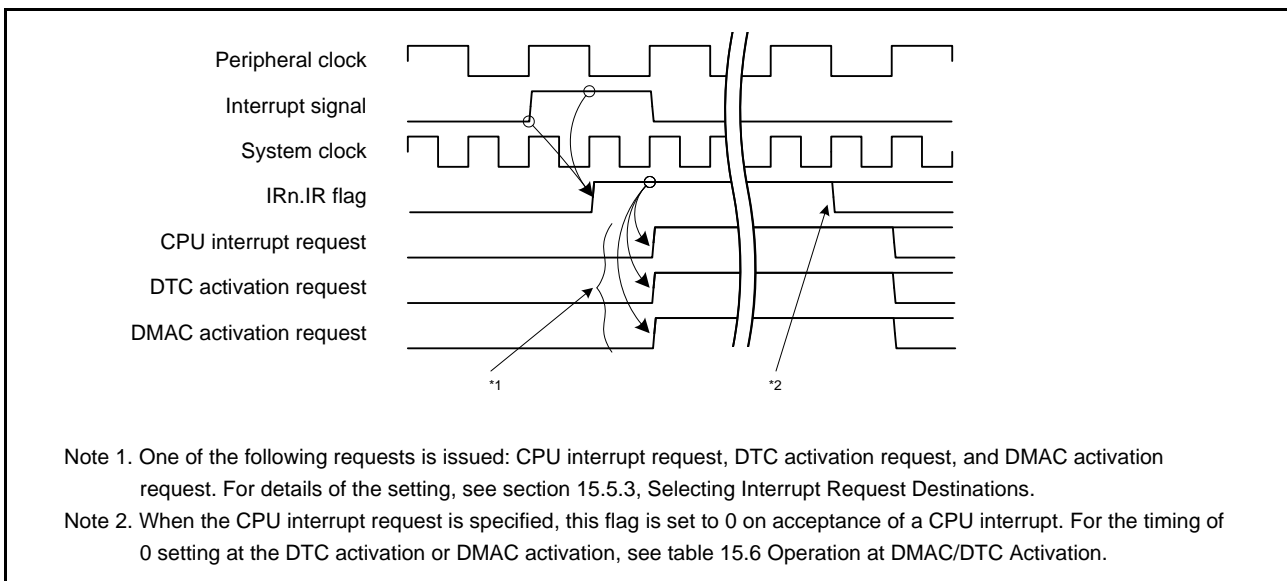 Peripheral clock
Interrupt signal
System clock
IRn.IR flag
CPU interrupt request
DTC activation request
DMAC activation request
*1
*2
Note 1. One of the following requests is issued: CPU interrupt request, DTC activation request, and DMAC activation
request. For details of the setting, see section 15.5.3, Selecting Interrupt Request Destinations.
Note 2. When the CPU interrupt request is specified, this flag is set to 0 on acceptance of a CPU interrupt. For the timing of
0 setting at the DTC activation or DMAC activation, see table 15.6 Operation at DMAC/DTC Activation.